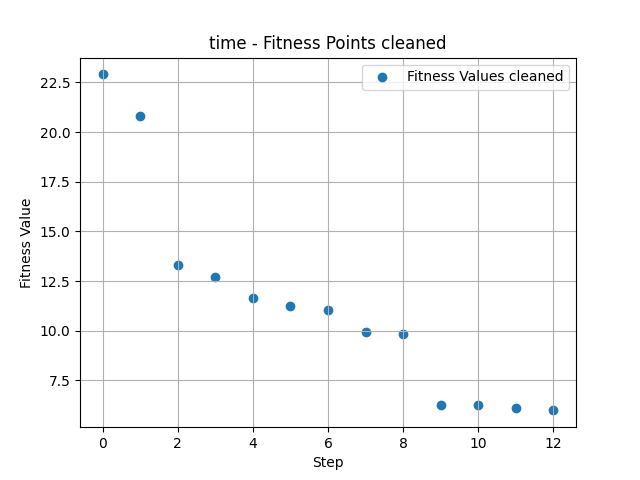 time - Fitness Points cleaned
Fitness Values cleaned
22.5
20.0
17.5
15.0
12.5
10.0
7.5
Fitness Value
0 2 4 6 8 10 12
Step